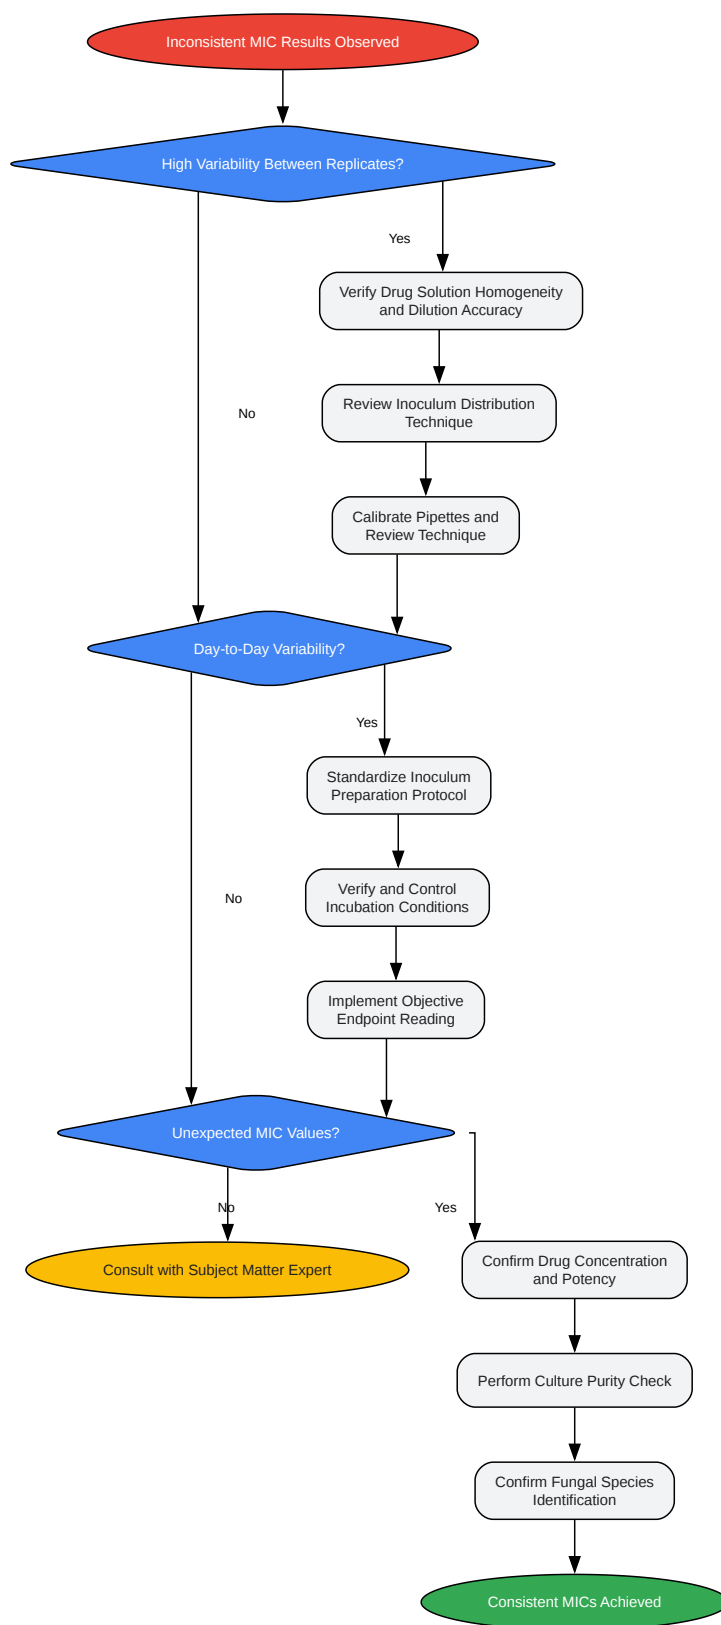 Inconsistent MIC Results Observed
High Variability Between Replicates?
Yes
Verify Drug Solution Homogeneity
and Dilution Accuracy
Review Inoculum Distribution
Technique
No
Calibrate Pipettes and
Review Technique
Day-to-Day Variability?
Yes
Standardize Inoculum
Preparation Protocol
Verify and Control
Incubation Conditions
No
Implement Objective
Endpoint Reading
Unexpected MIC Values?
No
Yes
Consult with Subject Matter Expert
Confirm Drug Concentration
and Potency
Perform Culture Purity Check
Confirm Fungal Species
Identification
Consistent MICs Achieved